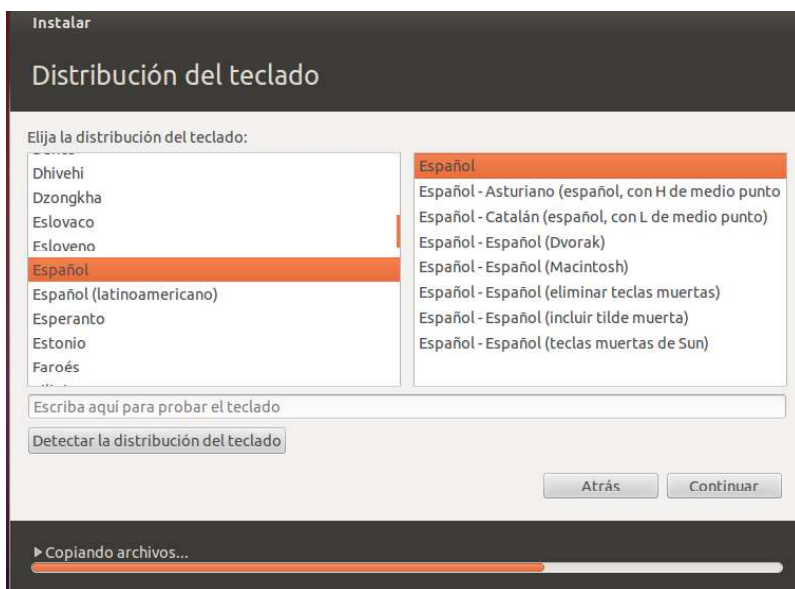 Instalar
Distribución del teclado
Elija la distribución del teclado:
Dhivehi
Dzongkha
Eslovaco
Esloveno
Español
Español (latinoamericano)
Esperanto
Estonio
Faroés
Español
Español - Asturiano (español, con H de medio punto
Español - Catalán (español, con L de medio punto)
Español - Español (Dvorak)
Español - Español (Macintosh)
Español - Español (eliminar teclas muertas)
Español - Español (incluir tilde muerta)
Español - Español (teclas muertas de Sun)
Escriba aquí para probar el teclado
Detectar la distribución del teclado
Atrás
Continuar
Copiando archivos...